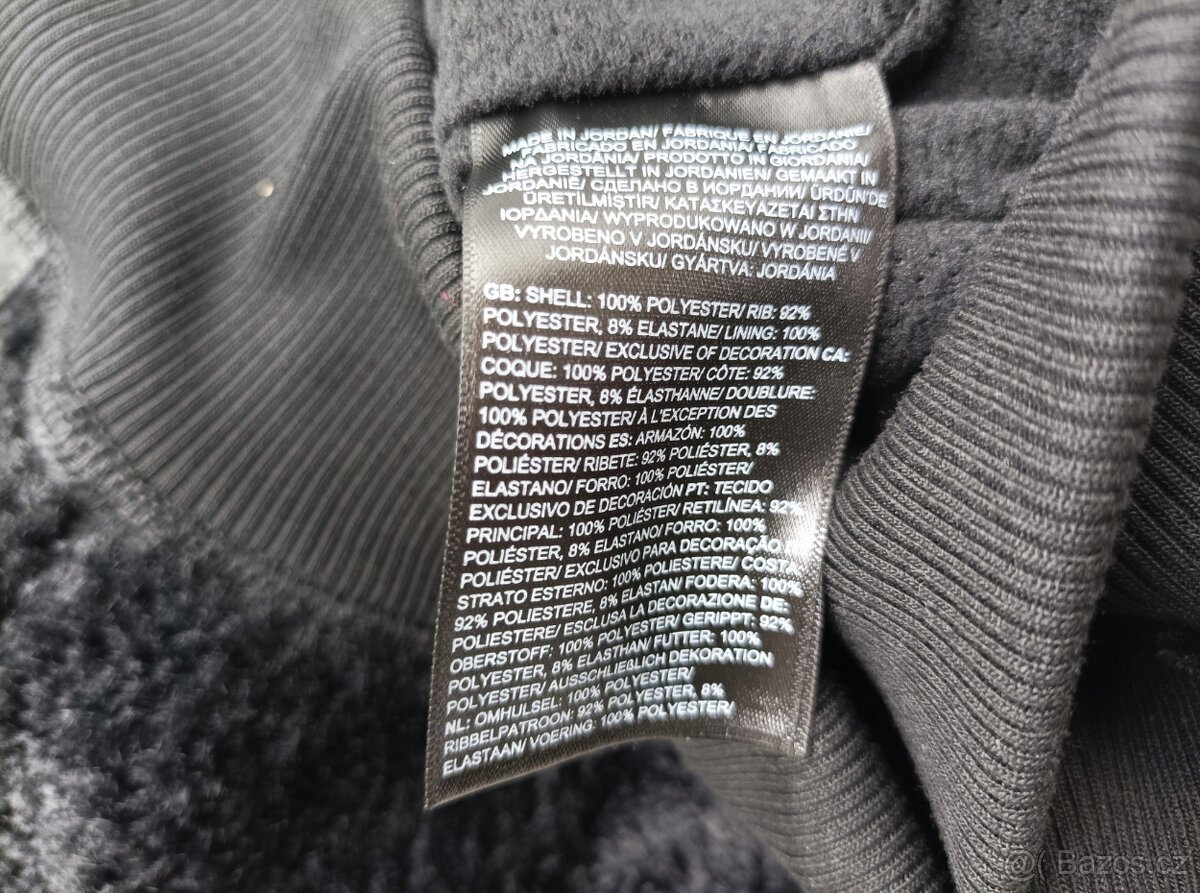 MADE IN JORDAN/ FABRIQUE EN JORDANIE/
FABRICADO EN JORDANIA/ FABRICADO
NA JORDÂNIA/ PRODOTTO IN GIORDANIA/
HERGESTELLT IN JORDANIEN/ GEMAAKT IN
JORDANIË/ СДЕЛАНО В ИОРДАНИИ/ ÜRDÜN'DE
ÜRETILMIŞTIR/ ΚΑΤΑΣΚΕΥΑΖΕΤΑΙ ΣΤΗΝ
ΙΟΡΔΑΝΙΑ/ WYPRODUKOWANO W JORDANII/
VYROBENO V JORDÁNSKU/ VYROBENÉ V
JORDÁNSKU/ GYÁRTVA: JORDÁNIA
GB: SHELL: 100% POLYESTER/ RIB: 92%
POLYESTER, 8% ELASTANE/ LINING: 100%
POLYESTER/ EXCLUSIVE OF DECORATION CA:
COQUE: 100% POLYESTER/ CÔTE: 92%
POLYESTER, 8% ÉLASTHANNE/ DOUBLURE:
100% POLYESTER/ À L'EXCEPTION DES
DÉCORATIONS ES: ARMAZÓN: 100%
POLIÉSTER/ RIBETE: 92% POLIÉSTER, 8%
ELASTANO/ FORRO: 100% POLIÉSTER/
EXCLUSIVO DE DECORACIÓN PT: TECIDO
PRINCIPAL: 100% POLIÉSTER/ RETILÍNEA: 92%
POLIÉSTER, 8% ELASTANO/ FORRO: 100%
POLIÉSTER/ EXCLUSIVO PARA DECORAÇÃO
STRATO ESTERNO: 100% POLIESTERE/ COSTA:
92% POLIESTERE, 8% ELASTAN/ FODERA: 100%
POLIESTERE/ ESCLUSA LA DECORAZIONE DE:
OBERSTOFF: 100% POLYESTER/ GERIPPT: 92%
POLYESTER, 8% ELASTHAN/ FUTTER: 100%
POLYESTER/ AUSSCHLIEßLICH DEKORATION
NL: OMHULSEL: 100% POLYESTER/
RIBBELPATROON: 92% POLYESTER, 8%
ELASTAAN/ VOERING: 100% POLYESTER/
@ Bazos.cz